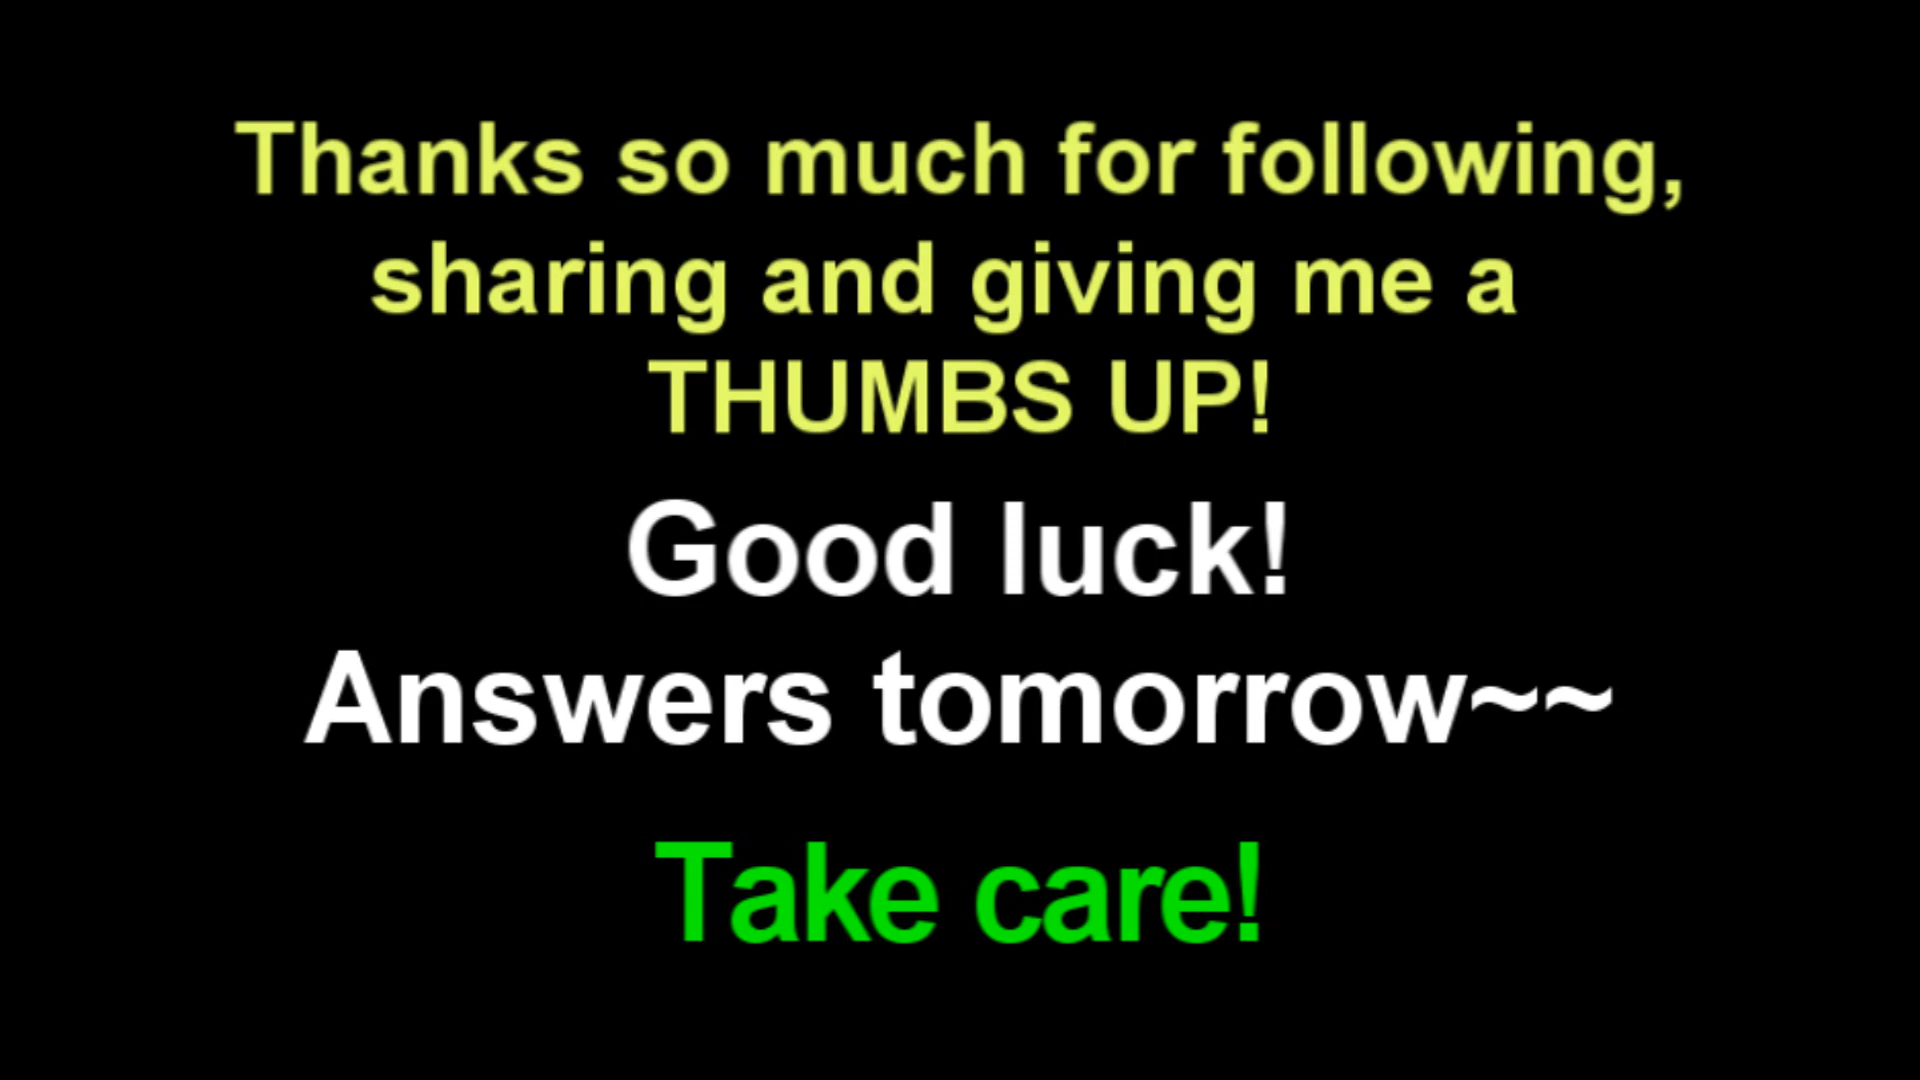 Thanks so much for following,
sharing and giving me a
THUMBS UP!
Good luck!
Answers tomorrow~~
Take care!